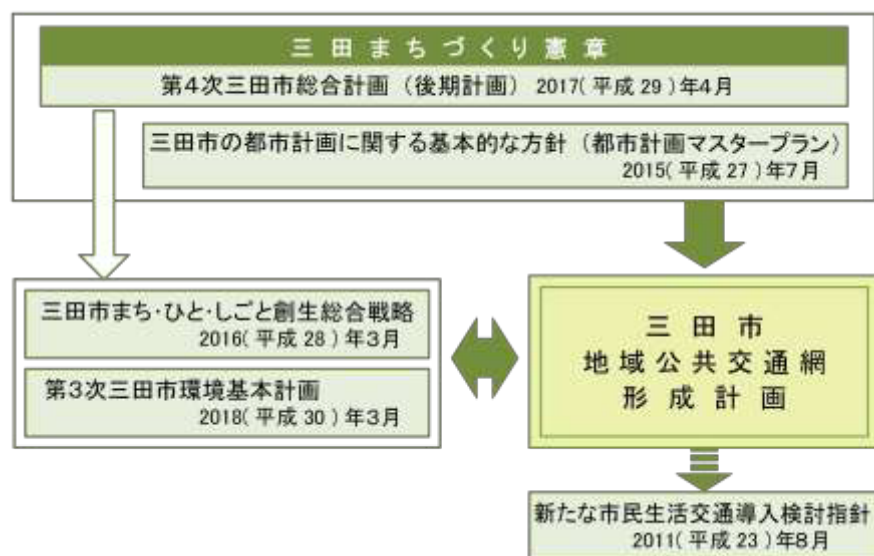 三田まちづくり憲章
第4次三田市総合計画（後期計画） 2017(平成29)年4月
三田市の都市計画に関する基本的な方針（都市計画マスタープラン）
2015(平成27)年7月
三田市まち・ひと・しごと創生総合戦略
2016(平成28)年3月
第3次三田市環境基本計画
2018(平成30)年3月
三田市
地域公共交通網
形成計画
新たな市民生活交通導入検討指針
2011(平成23)年8月